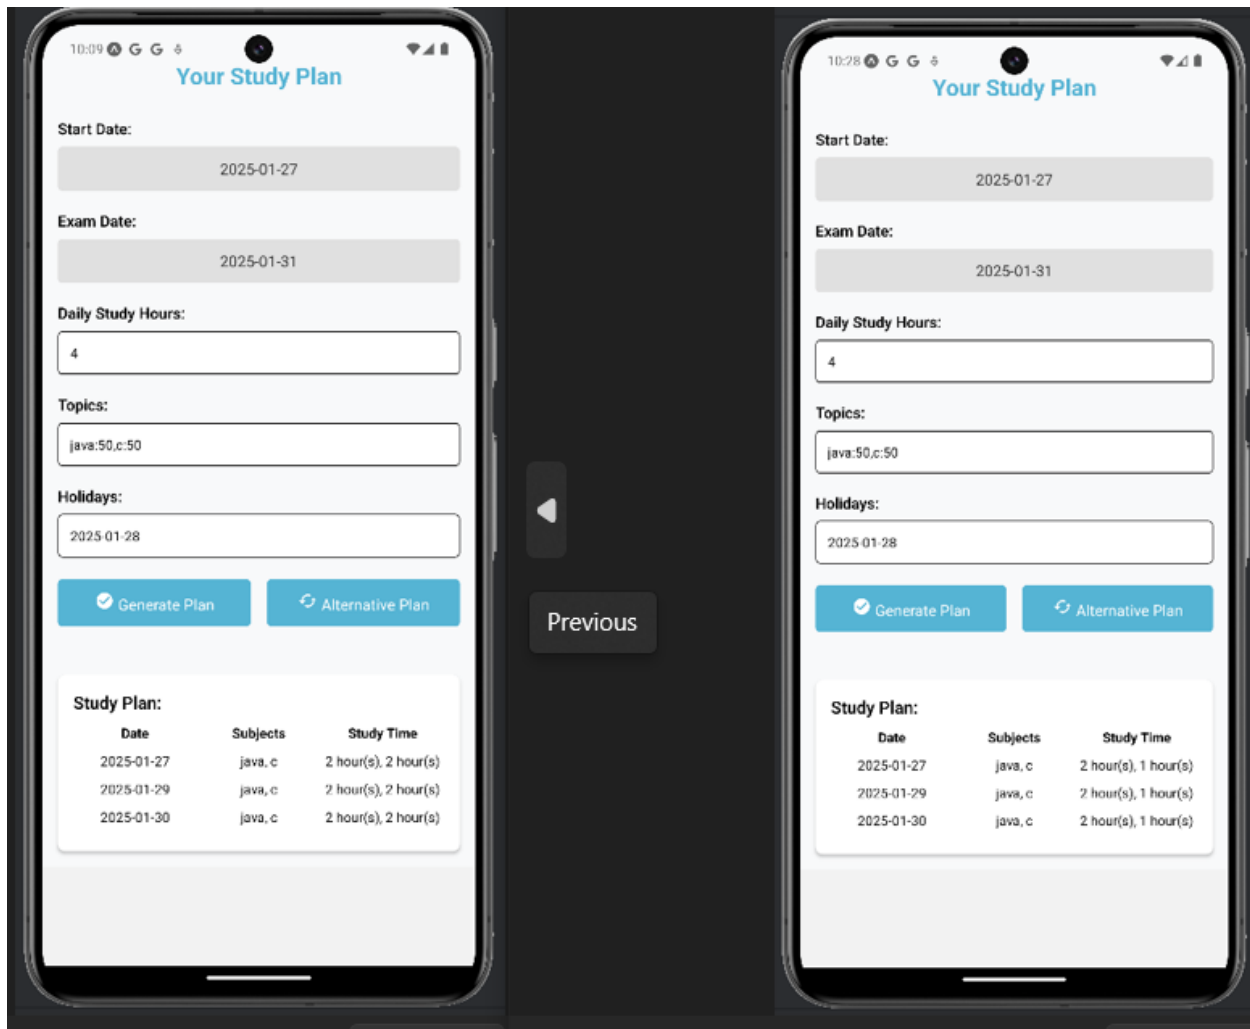 10:09 G G
Your Study Plan
Start Date:
2025-01-27
Exam Date:
2025-01-31
Daily Study Hours:
4
Topics:
java:50,c:50
Holidays:
2025-01-28
Generate Plan Alternative Plan
Study Plan:
Date Subjects Study Time
2025-01-27 java, c 2 hour(s), 2 hour(s)
2025-01-29 java, c 2 hour(s), 2 hour(s)
2025-01-30 java, c 2 hour(s), 2 hour(s)
Previous
10:28 G G
Your Study Plan
Start Date:
2025-01-27
Exam Date:
2025-01-31
Daily Study Hours:
4
Topics:
java:50,c:50
Holidays:
2025-01-28
Generate Plan Alternative Plan
Study Plan:
Date Subjects Study Time
2025-01-27 java, c 2 hour(s), 1 hour(s)
2025-01-29 java, c 2 hour(s), 1 hour(s)
2025-01-30 java, c 2 hour(s), 1 hour(s)